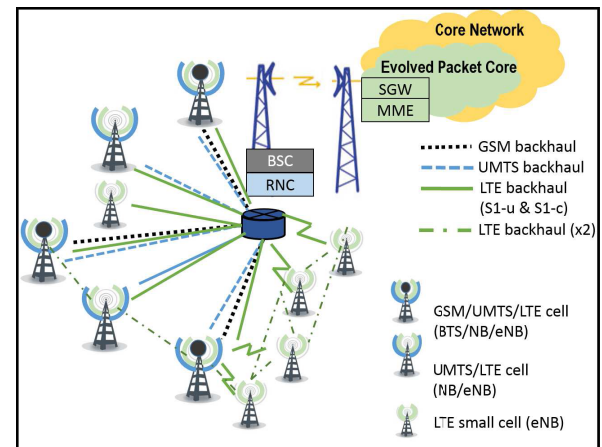 Core Network
Evolved Packet Core
SGW
MME
BSC
RNC
GSM backhaul
UMTS backhaul
LTE backhaul
(S1-u & S1-c)
LTE backhaul (x2)
GSM/UMTS/LTE cell
(BTS/NB/eNB)
UMTS/LTE cell
(NB/eNB)
LTE small cell (eNB)